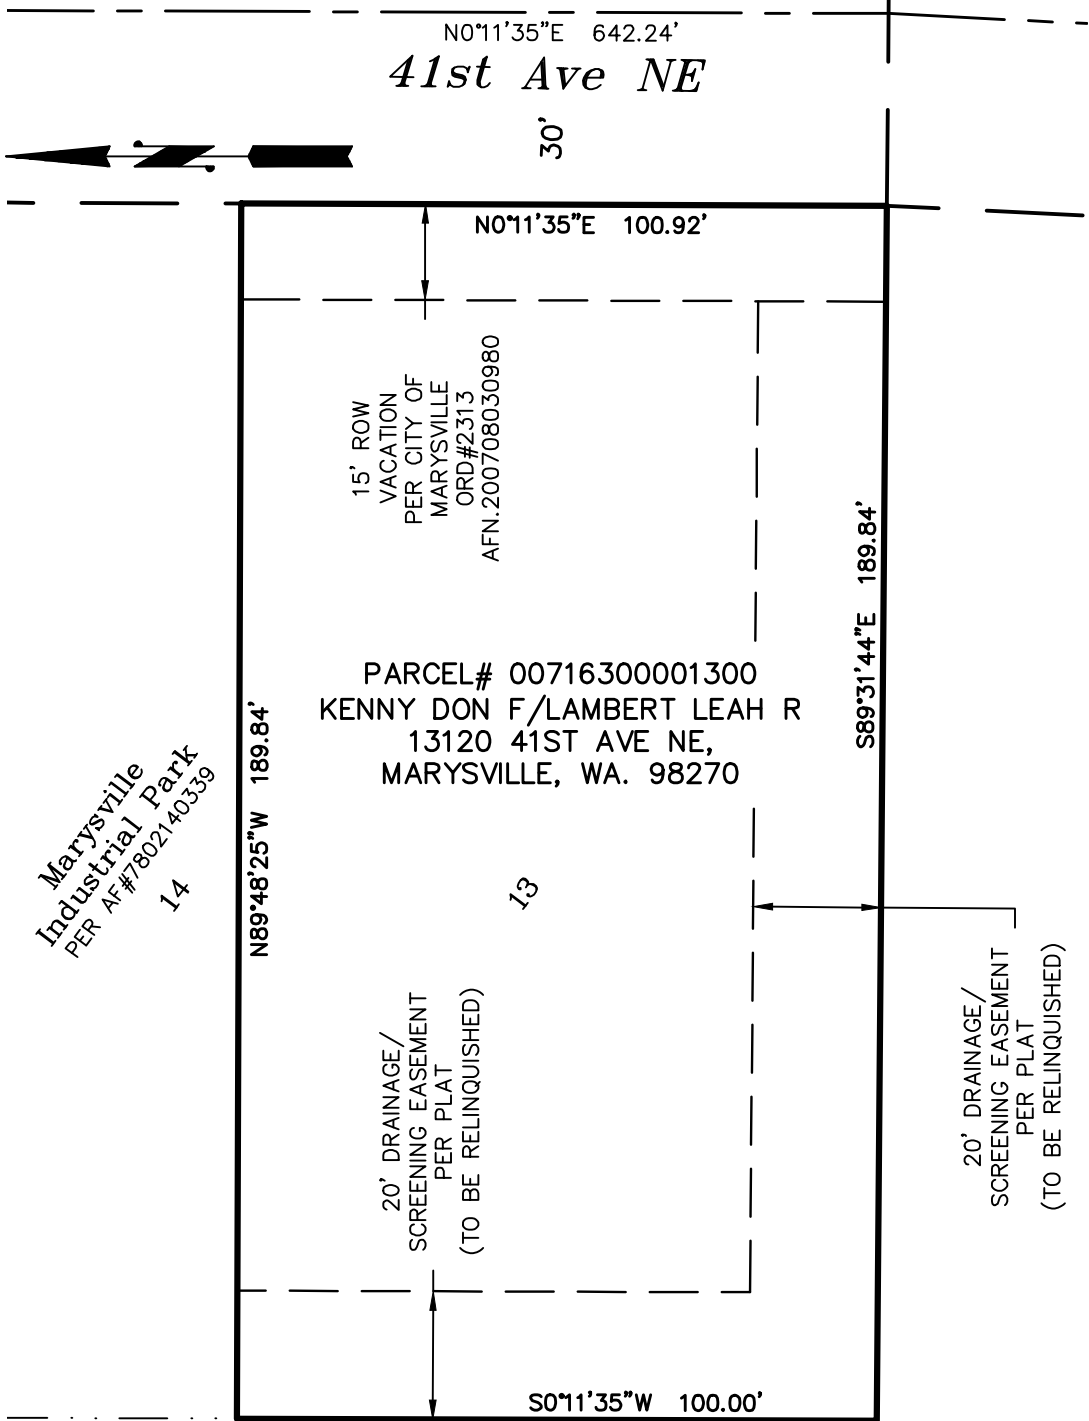 N0°11'35"E 642.24'
41st Ave NE
30'
N0°11'35"E 100.92'
15' ROW
VACATION
PER CITY OF
MARYSVILLE
ORD#2313
AFN.200708030980
S89°31'44"E 189.84'
PARCEL# 00716300001300
KENNY DON F/LAMBERT LEAH R
13120 41ST AVE NE,
MARYSVILLE, WA. 98270
N89°48'25"W 189.84'
Marysville
Industrial Park
PER AF#7802140339
14
13
20' DRAINAGE/
SCREENING EASEMENT
PER PLAT
(TO BE RELINQUISHED)
20' DRAINAGE/
SCREENING EASEMENT
PER PLAT
(TO BE RELINQUISHED)
S0°11'35"W 100.00'